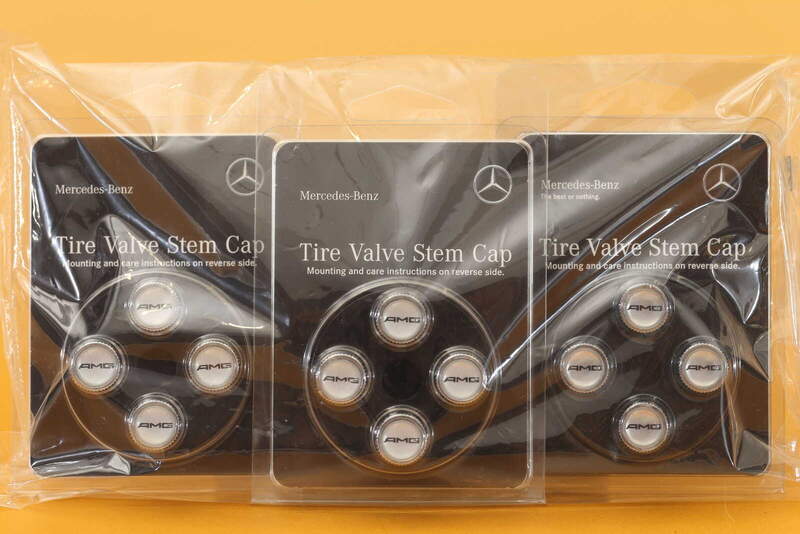 Mercedes-Benz
Tire Valve Stem Cap
Mounting and care instructions on reverse side.
AMG
AMG
AMG
AMG
Mercedes-Benz
Tire Valve Stem Cap
Mounting and care instructions on reverse side.
AMG
AMG
AMG
AMG
Mercedes-Benz
The best or nothing.
Tire Valve Stem Cap
Mounting and care instructions on reverse side.
AMG
AMG
AMG
AMG